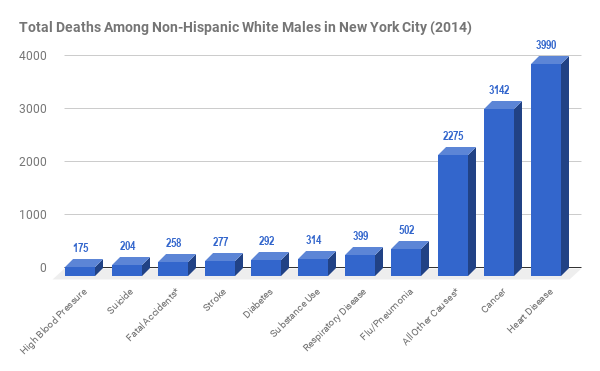 Total Deaths Among Non-Hispanic White Males in New York City (2014)
4000
3000
2000
1000
0
175
204
258
277
292
314
399
502
2275
3142
3990
High Blood Pressure
Suicide
Fatal Accidents*
Stroke
Diabetes
Substance Use
Respiratory Disease
Flu/Pneumonia
All Other Causes*
Cancer
Heart Disease